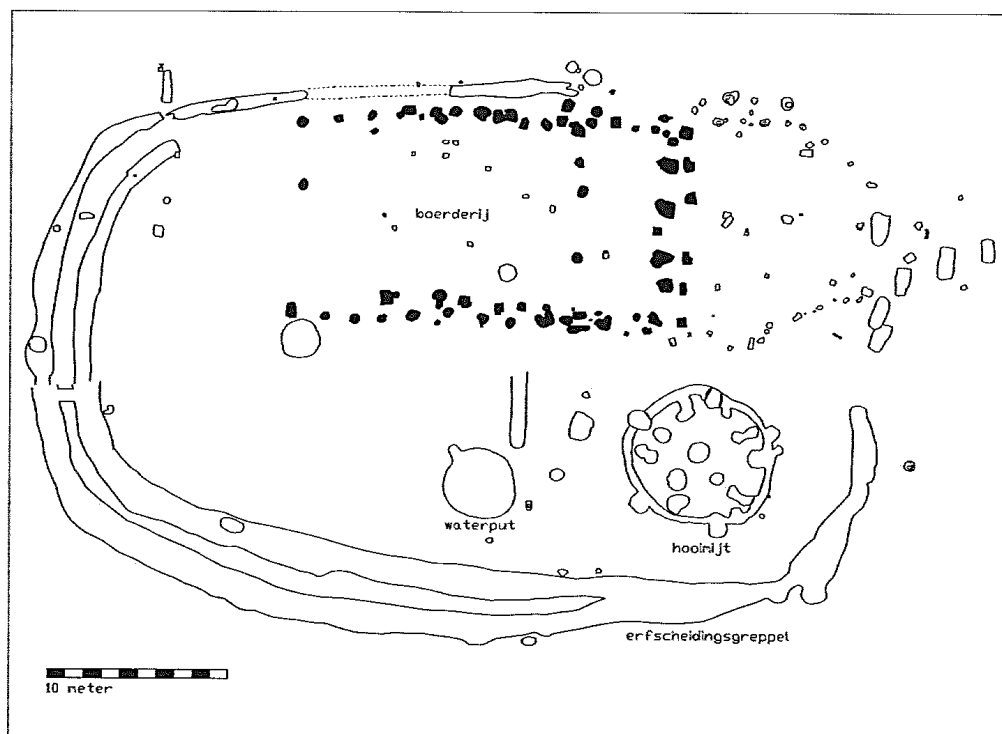 boerderij
waterput
hooimijt
erfscheidingsgreppel
10 meter